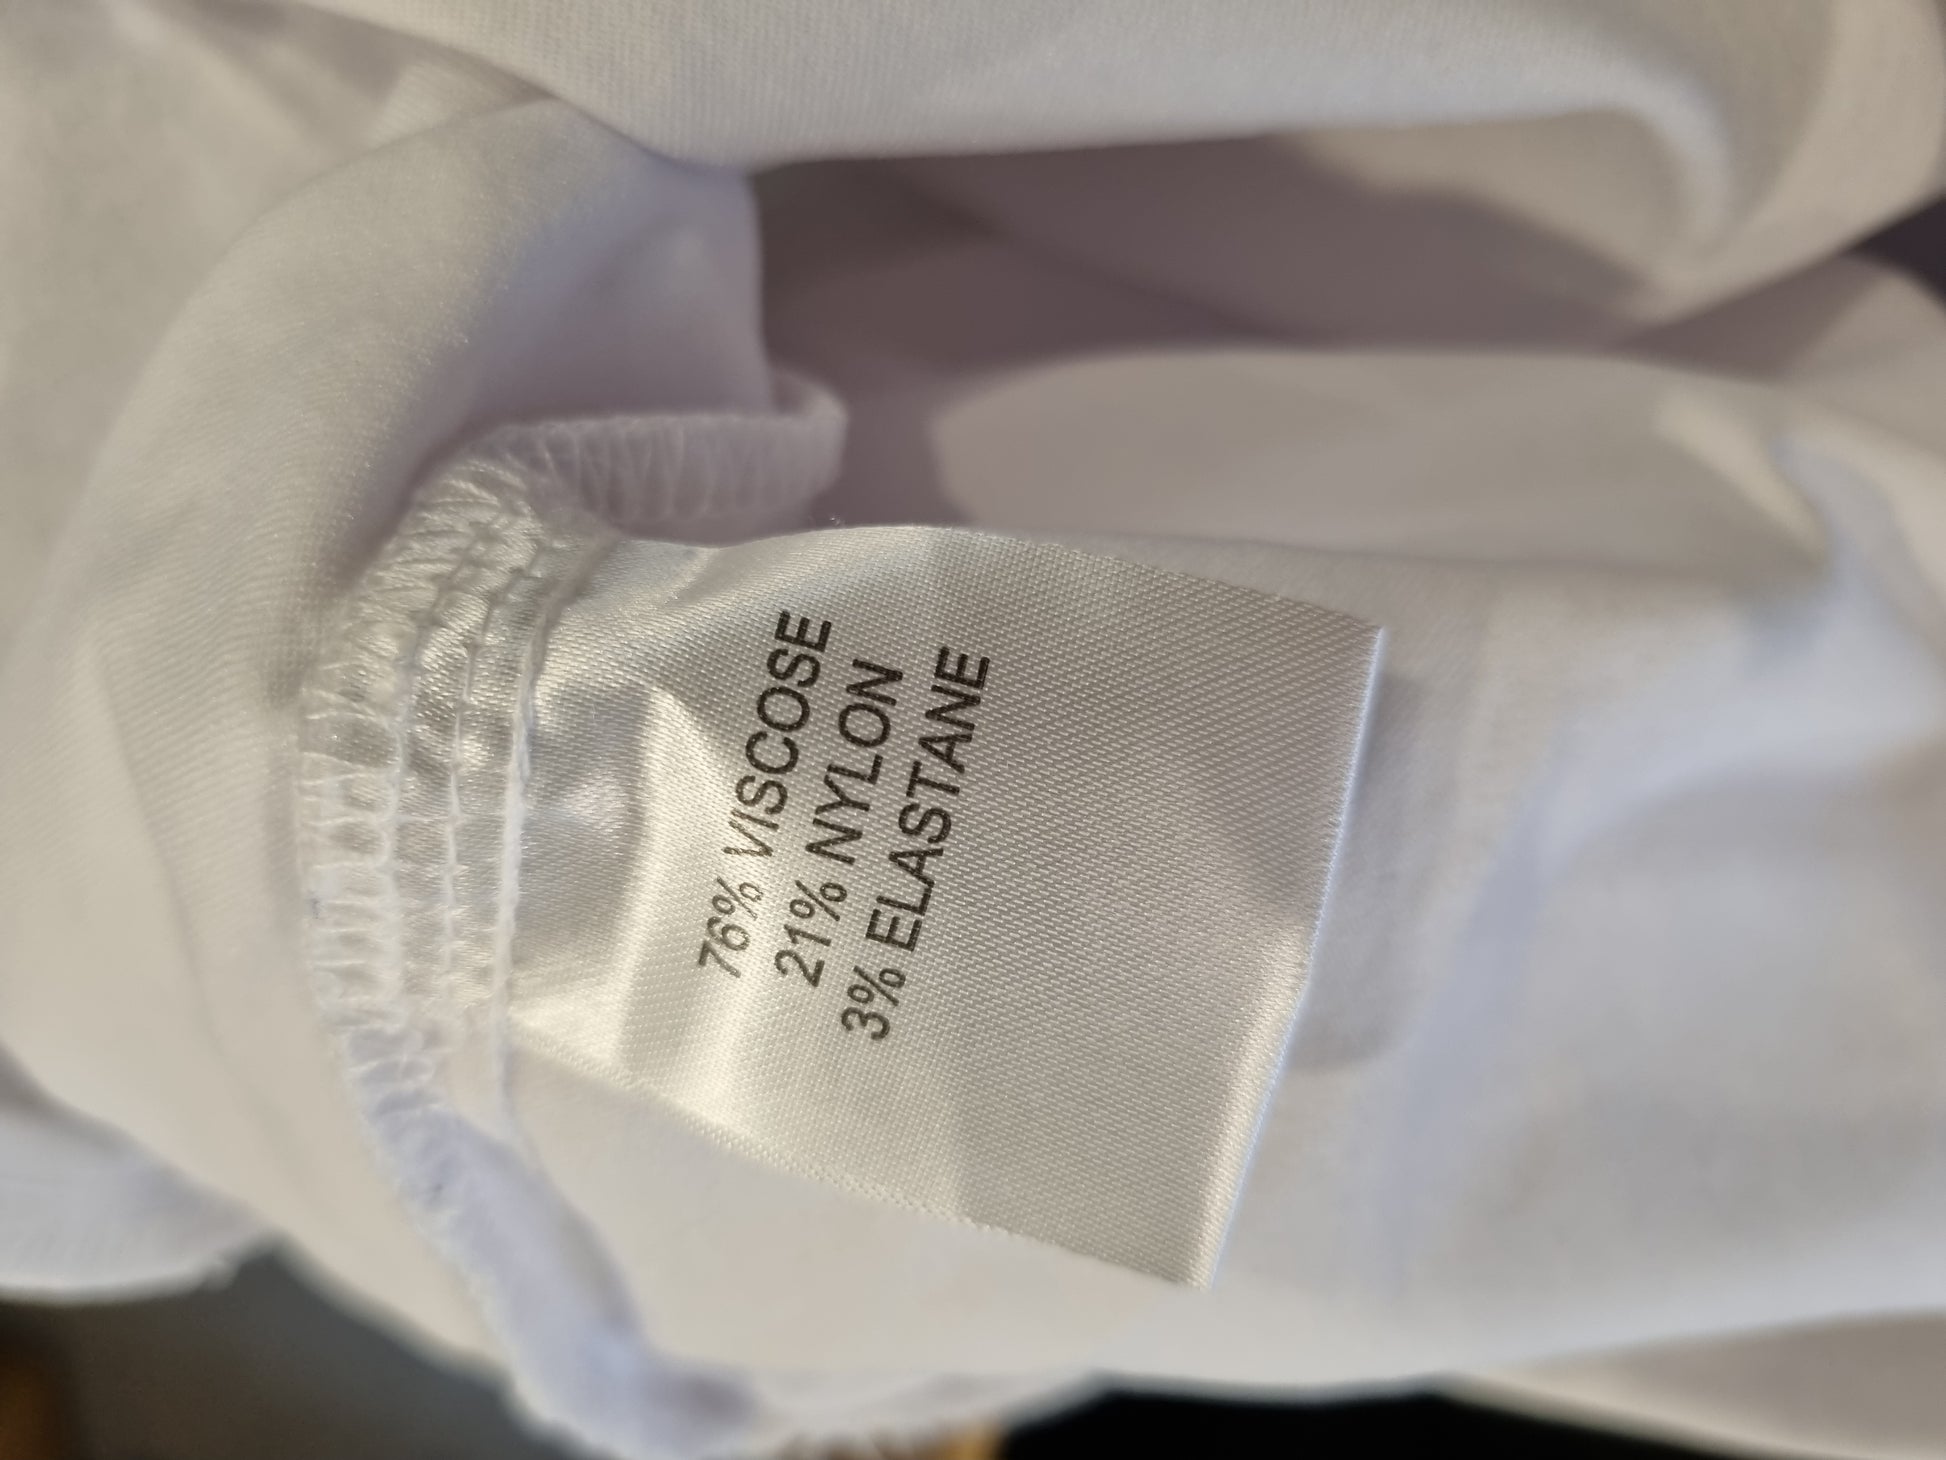 76% VISCOSE
21% NYLON
3% ELASTANE